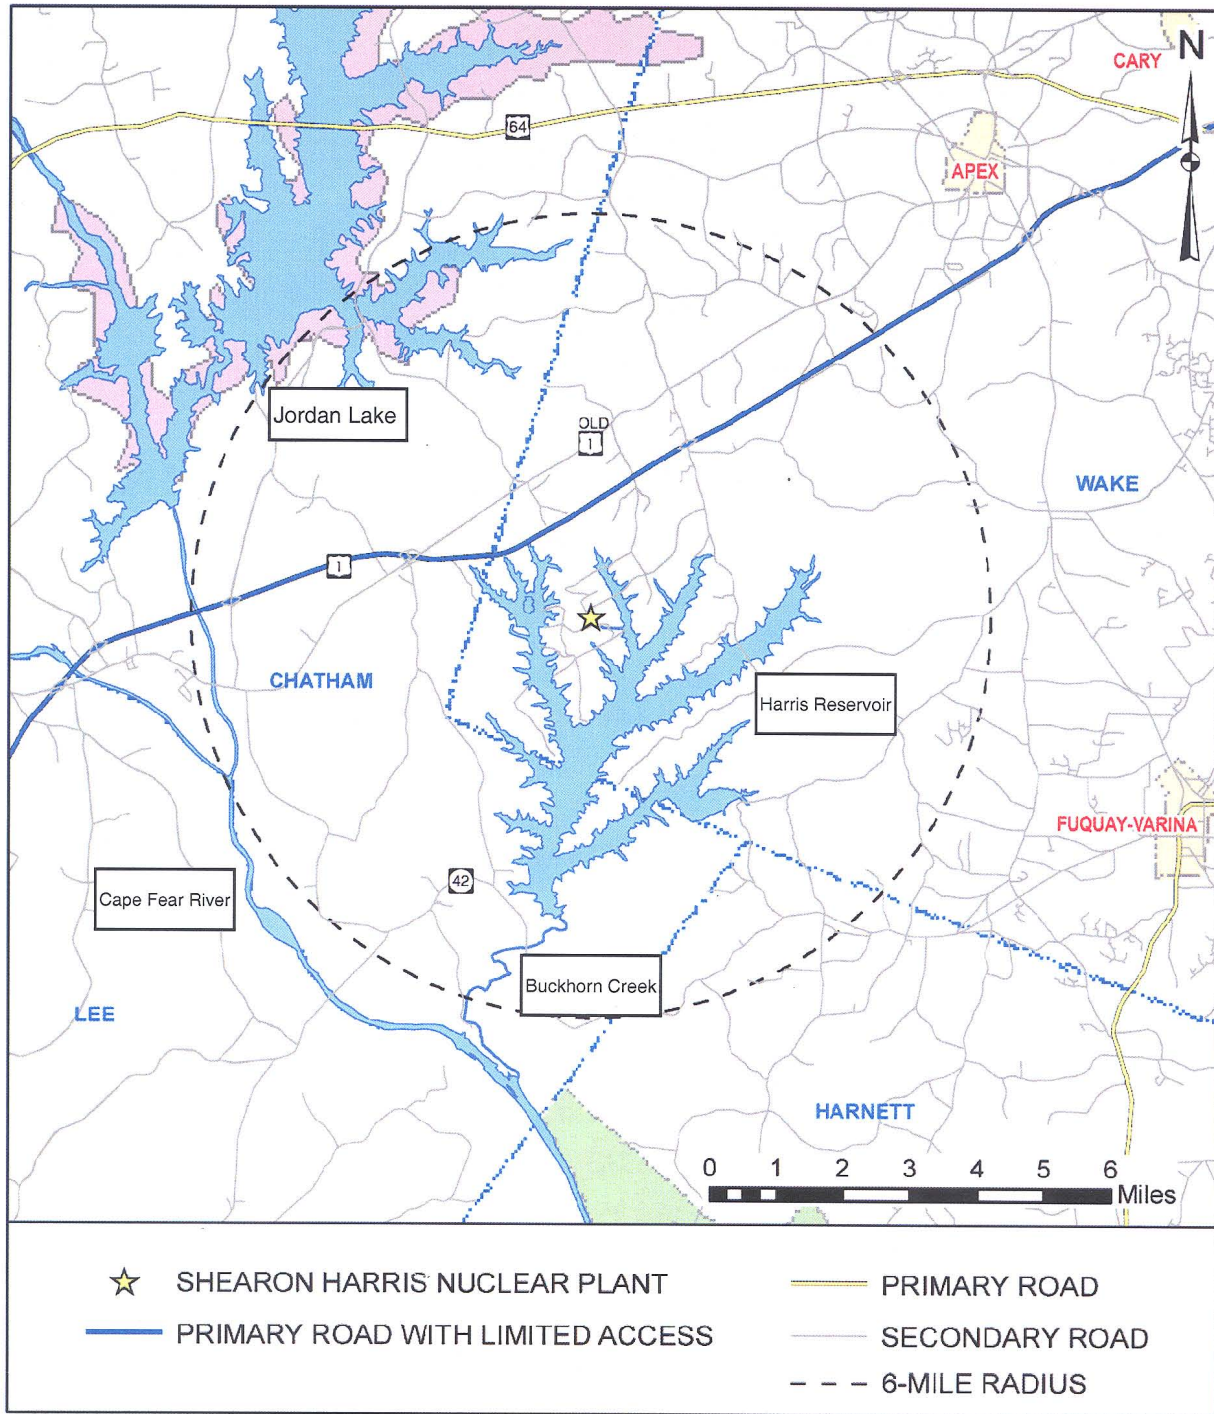 CARY
N
64
APEX
Jordan Lake
OLD
1
WAKE
1
CHATHAM
Harris Reservoir
FUQUAY-VARINA
42
Cape Fear River
Buckhorn Creek
LEE
HARNETT
0 1 2 3 4 5 6
Miles
SHEARON HARRIS NUCLEAR PLANT
PRIMARY ROAD
PRIMARY ROAD WITH LIMITED ACCESS
SECONDARY ROAD
6-MILE RADIUS